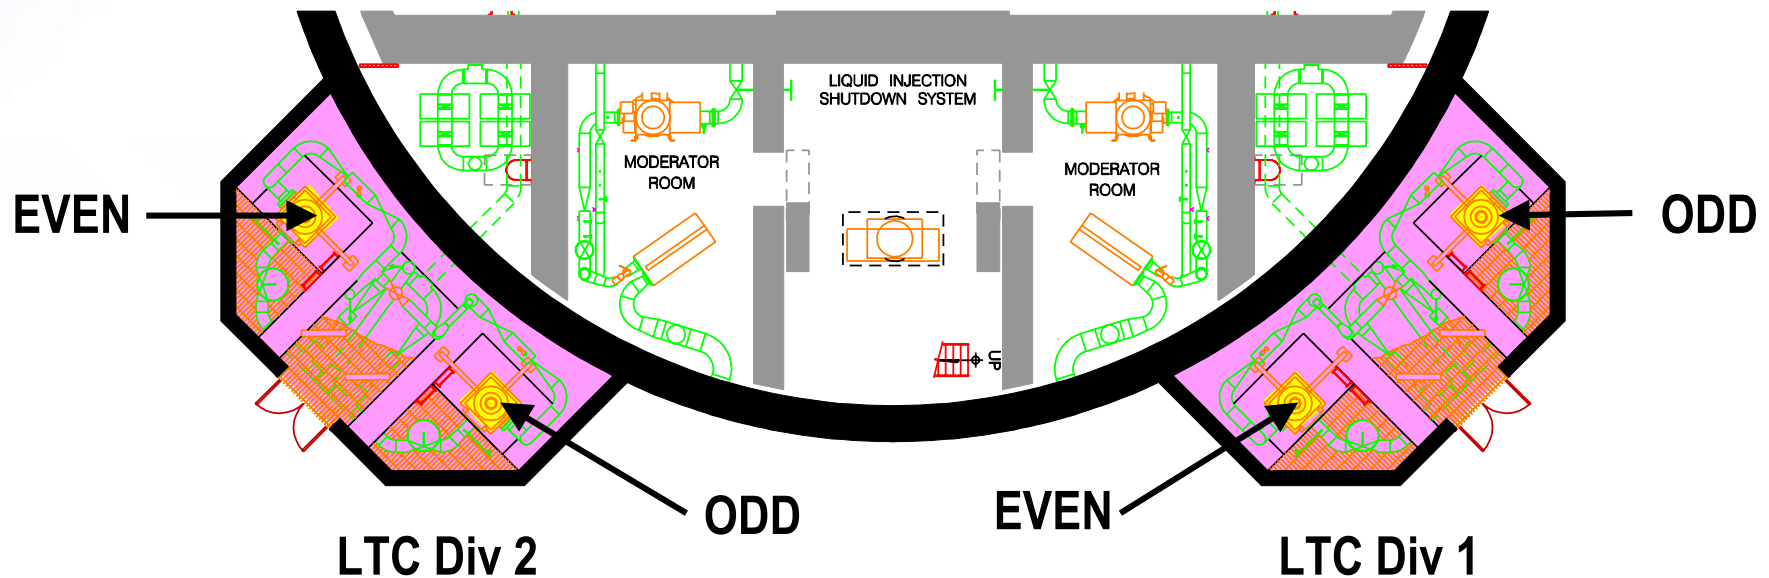 LIQUID INJECTION
SHUTDOWN SYSTEM
MODERATOR
ROOM
MODERATOR
ROOM
EVEN
ODD
UP
ODD
EVEN
LTC Div 2
LTC Div 1